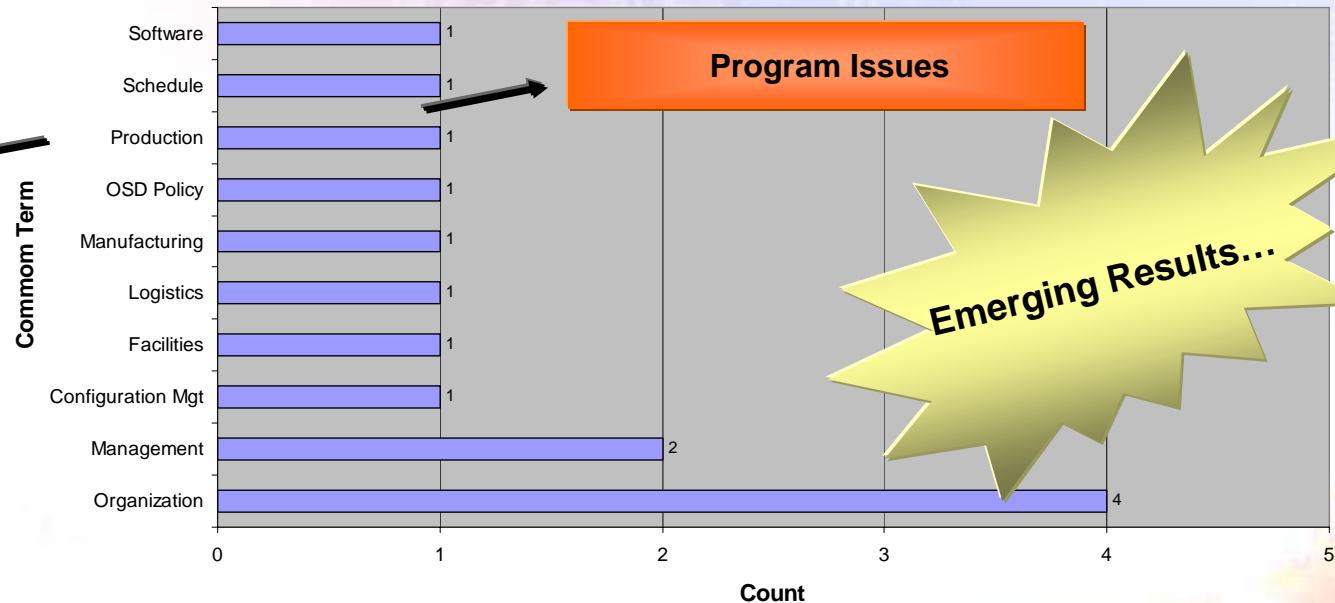 Software 1
Schedule 1
Production 1
OSD Policy 1
Manufacturing 1
Logistics 1
Facilities 1
Configuration Mgt 1
Management 2
Organization 4
0 1 2 3 4 5
Count
Commom Term
Program Issues
Emerging Results…